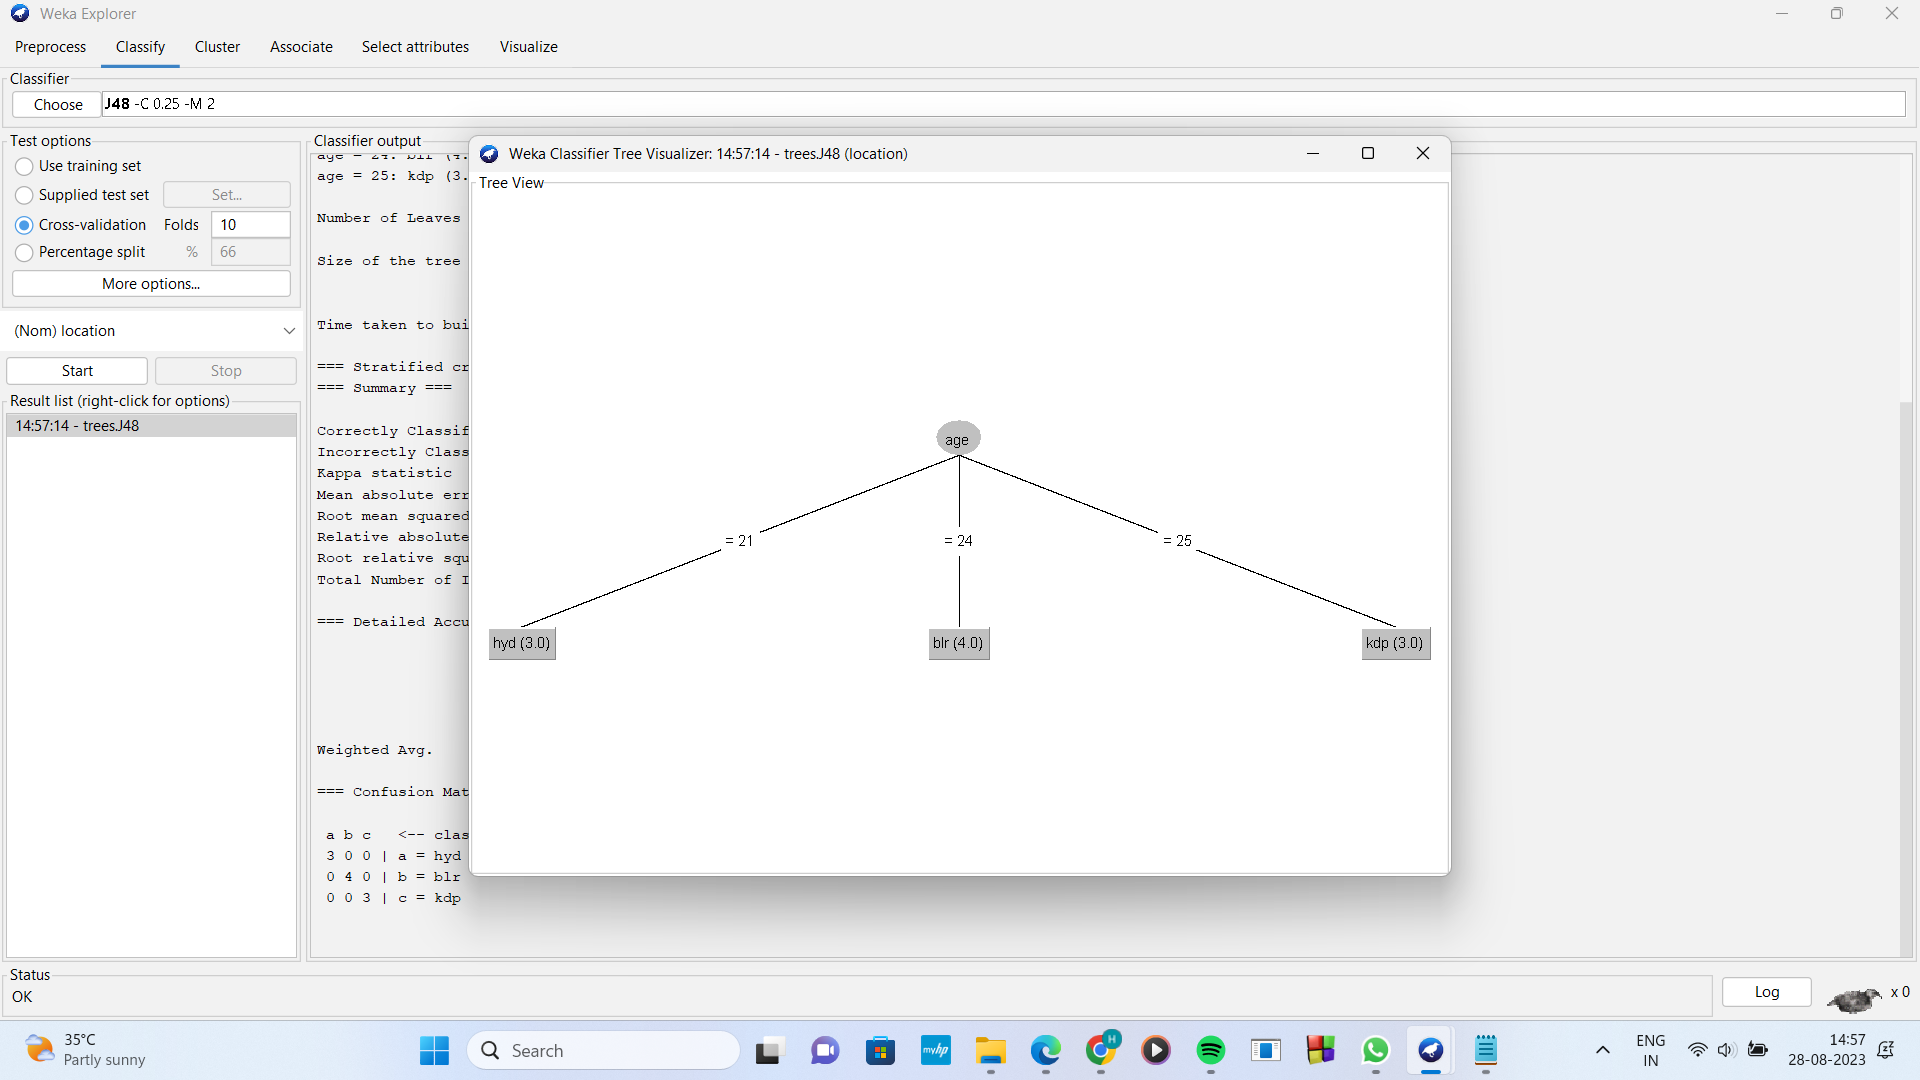 Weka Explorer
Preprocess Classify Cluster Associate Select attributes Visualize
Classifier
Choose J48 -C 0.25 -M 2
Test options
Use training set
Supplied test set Set...
Cross-validation Folds 10
Percentage split % 66
More options...
(Nom) location
Start Stop
Result list (right-click for options)
14:57:14 - trees.J48
Classifier output
age = 24: blr (4.
age = 25: kdp (3.
Number of Leaves
Size of the tree
Time taken to bui
=== Stratified cr
=== Summary ===
Correctly Classif
Incorrectly Class
Kappa statistic
Mean absolute err
Root mean squared
Relative absolute
Root relative squ
Total Number of I
=== Detailed Accu
Weighted Avg.
=== Confusion Mat
a b c <-- clas
3 0 0 | a = hyd
0 4 0 | b = blr
0 0 3 | c = kdp
Weka Classifier Tree Visualizer: 14:57:14 - trees.J48 (location)
Tree View
age
= 21 = 24 = 25
hyd (3.0) blr (4.0) kdp (3.0)
Status
OK
Log x 0
35°C
Partly sunny
Search
myhp
H
ENG
IN
14:57
28-08-2023